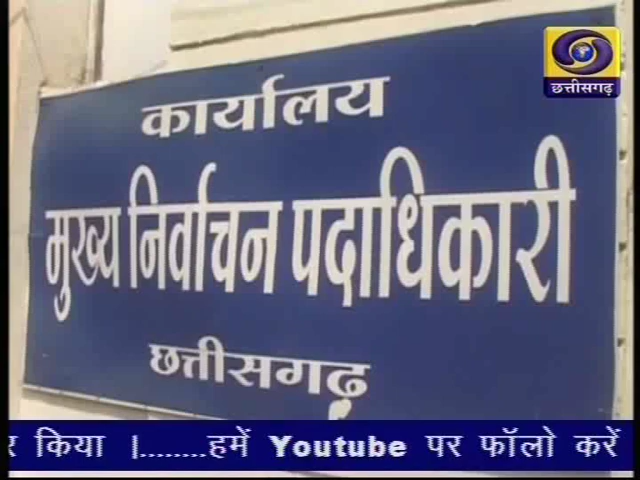 छत्तीसगढ़
कार्यालय
मुख्य निर्वाचन पदाधिकारी
छत्तीसगढ़
र किया |........हमें Youtube पर फॉलो करें